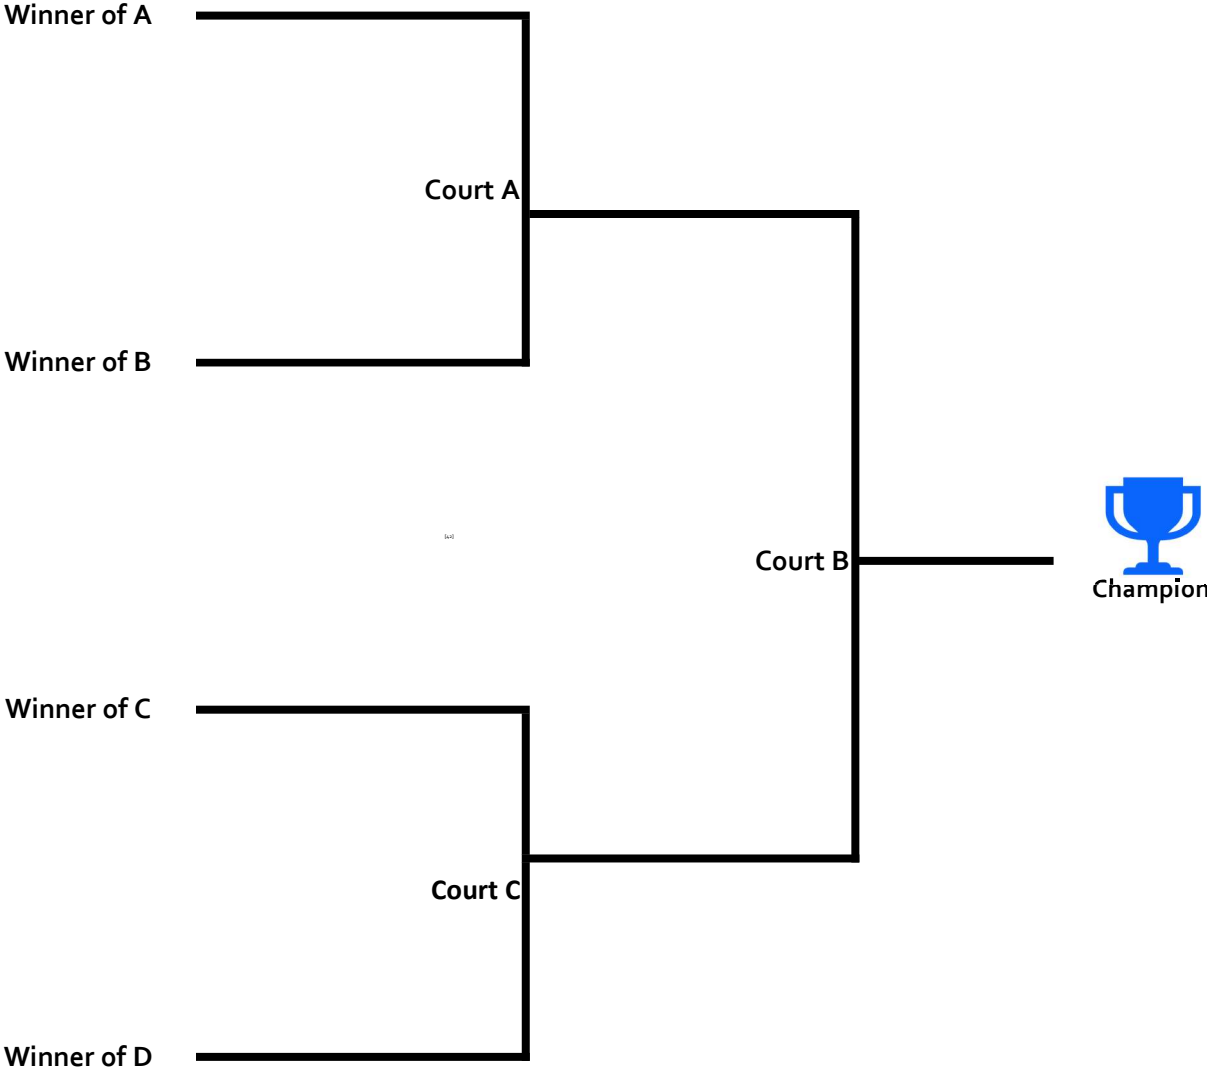 Winner of A
Court A
Winner of B
Court B
Champion
Winner of C
Court C
Winner of D